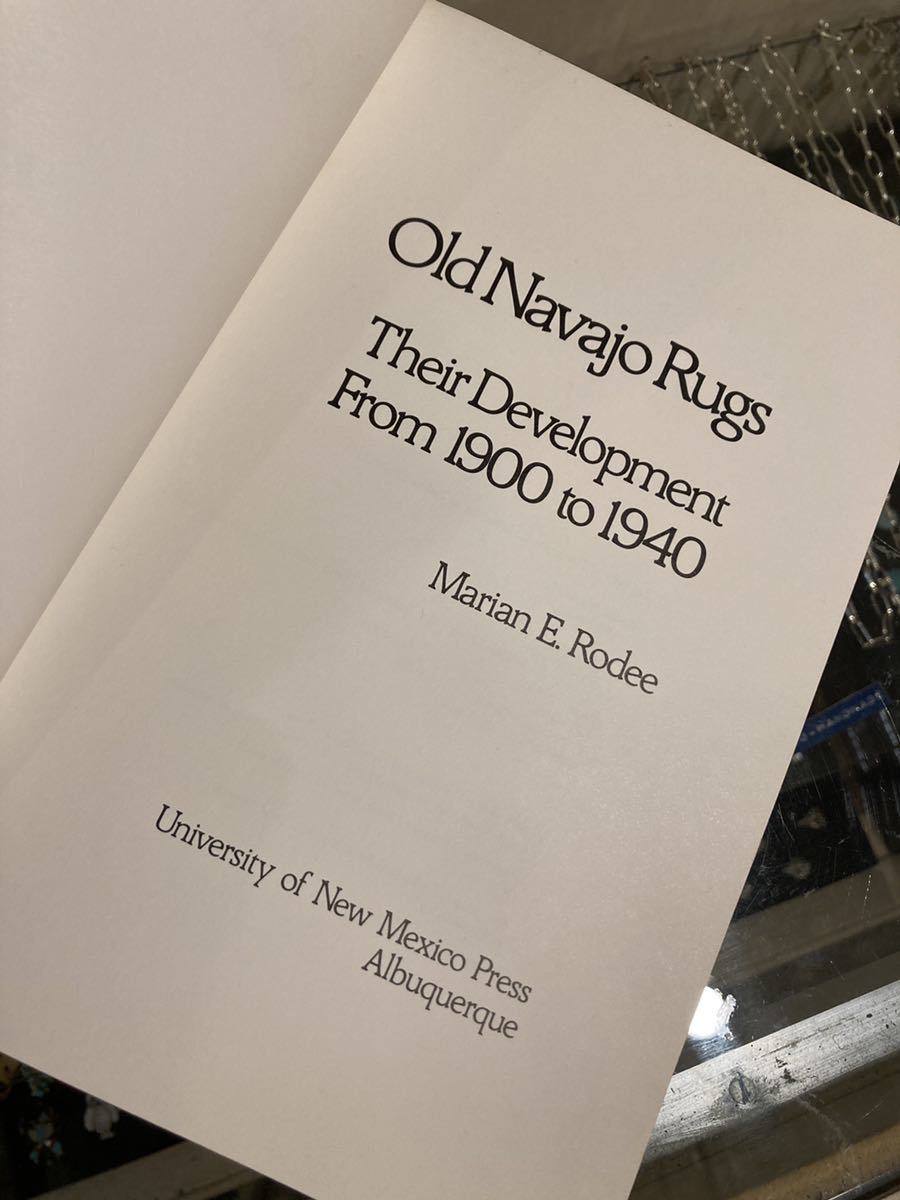 Old Navajo Rugs
Their Development
From 1900 to 1940
Marian E. Rodee
University of New Mexico Press
Albuquerque